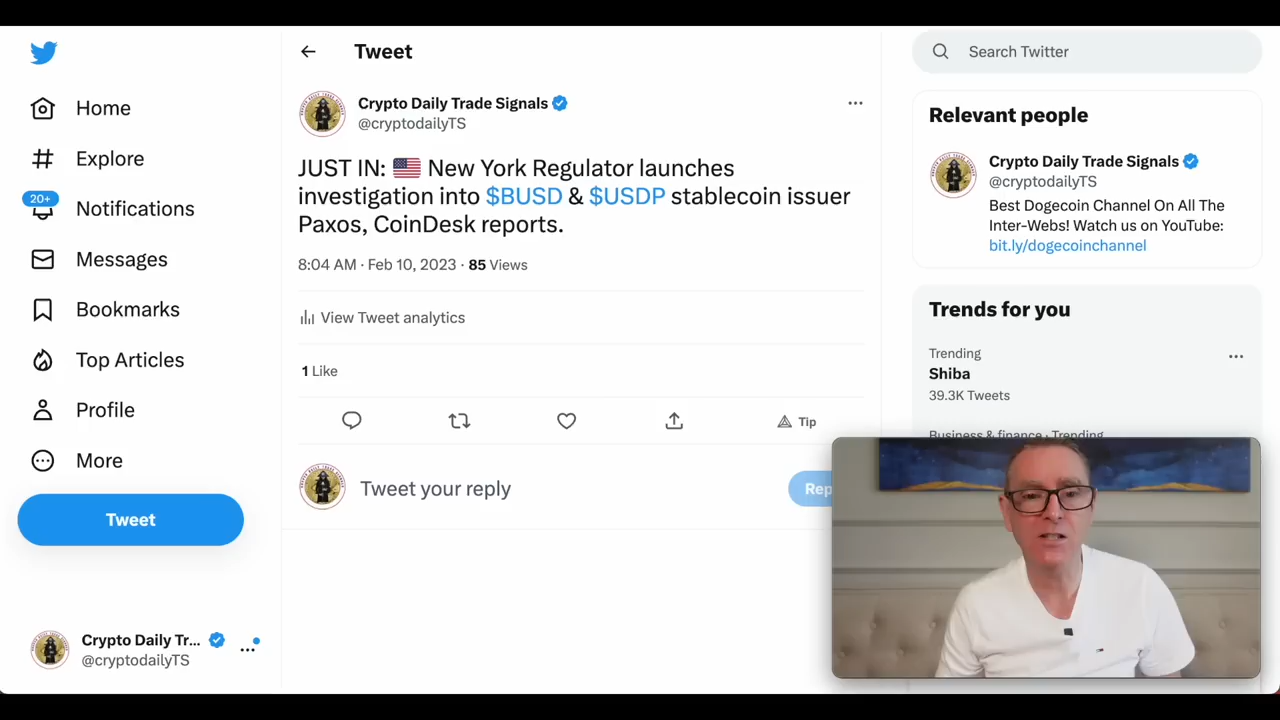 Home
Explore
20+
Notifications
Messages
Bookmarks
Top Articles
Profile
More
Tweet
Crypto Daily Tr...
@cryptodailyTS
Tweet
Crypto Daily Trade Signals
@cryptodailyTS
JUST IN: 🇺🇸 New York Regulator launches
investigation into $BUSD & $USDP stablecoin issuer
Paxos, CoinDesk reports.
8:04 AM · Feb 10, 2023 · 85 Views
View Tweet analytics
1 Like
Tip
Tweet your reply
Rep
Search Twitter
Relevant people
Crypto Daily Trade Signals
@cryptodailyTS
Best Dogecoin Channel On All The
Inter-Webs! Watch us on YouTube:
bit.ly/dogecoinchannel
Trends for you
Trending
Shiba
39.3K Tweets
Business & finance · Trending